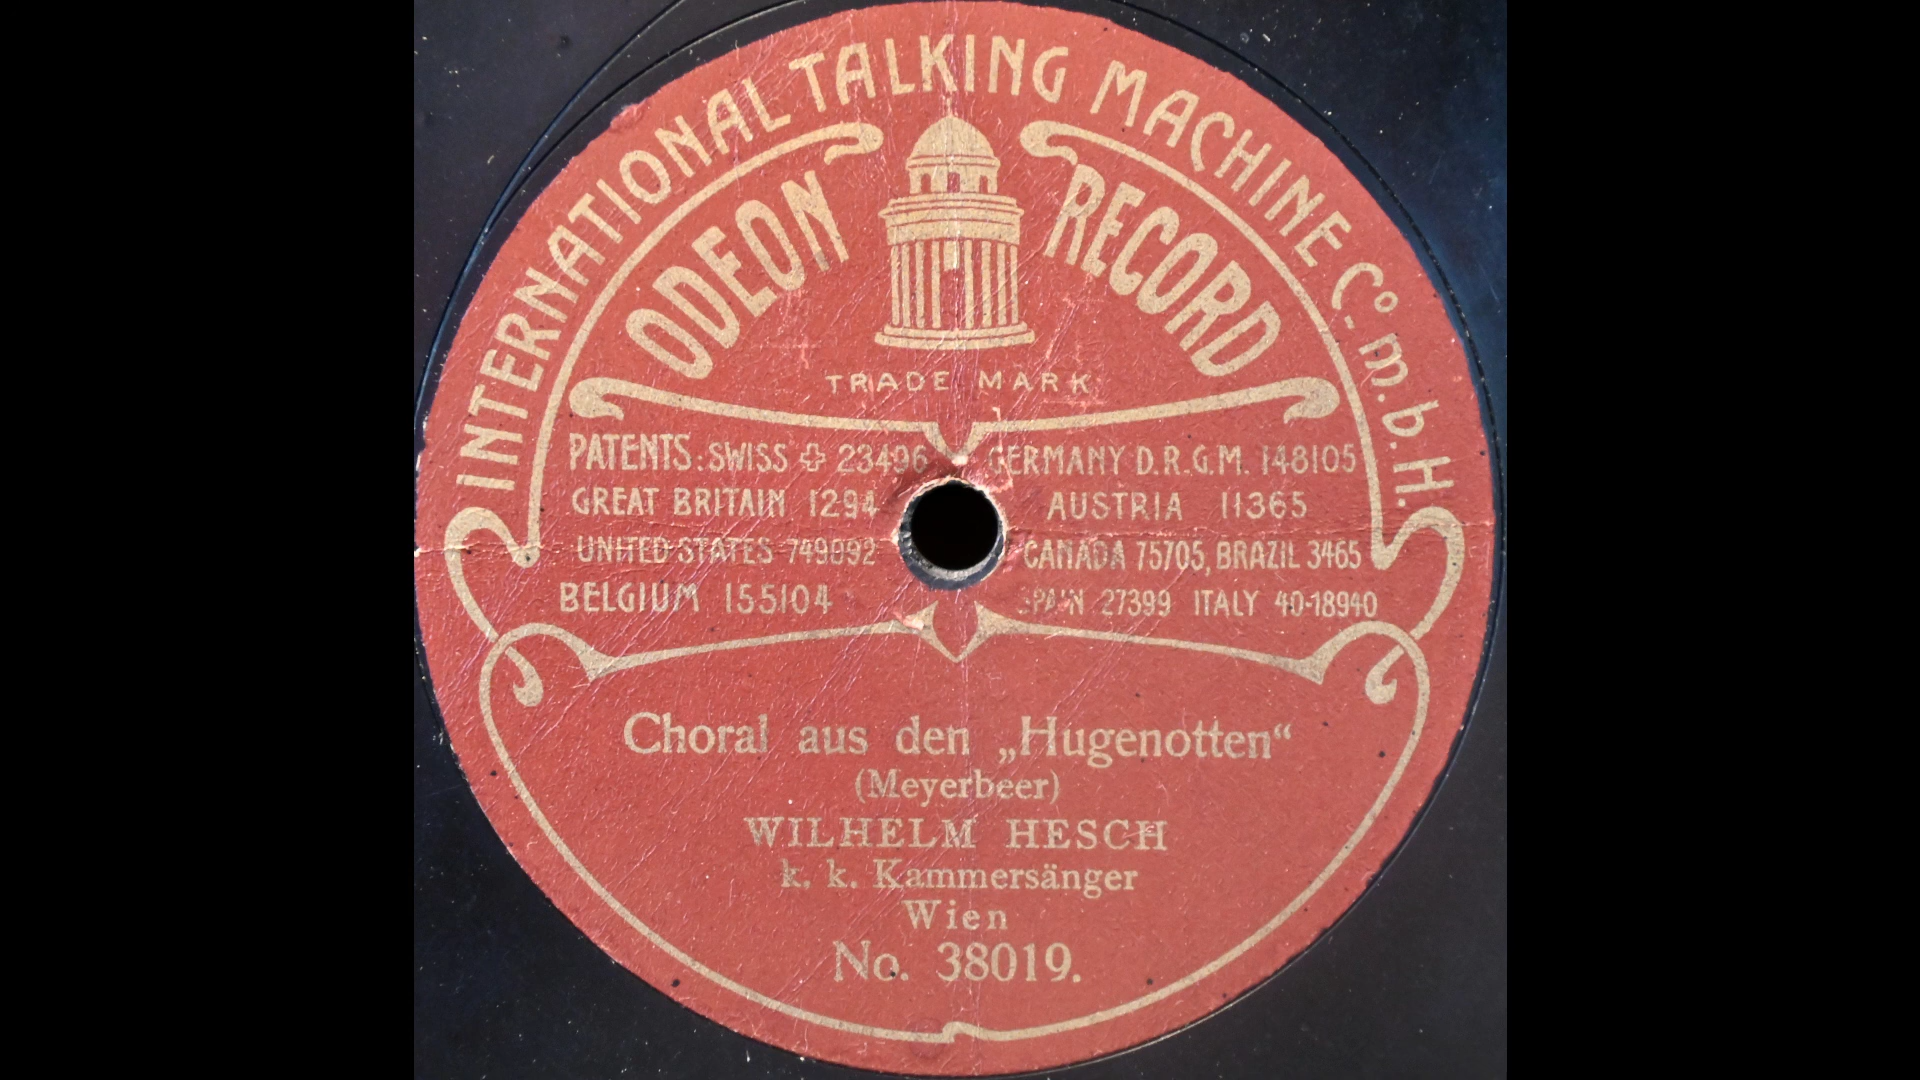 INTERNATIONAL TALKING MACHINE Co. m.b.H.
ODEON RECORD
TRADE MARK
PATENTS: SWISS 23496 GERMANY D.R.G.M. 148105
GREAT BRITAIN 1294 AUSTRIA 11365
UNITED STATES 749092 CANADA 75705, BRAZIL 3465
BELGIUM 155104 SPAIN 27399 ITALY 40-18940
Choral aus den „Hugenotten“
(Meyerbeer)
WILHELM HESCH
k. k. Kammersänger
Wien
No. 38019.